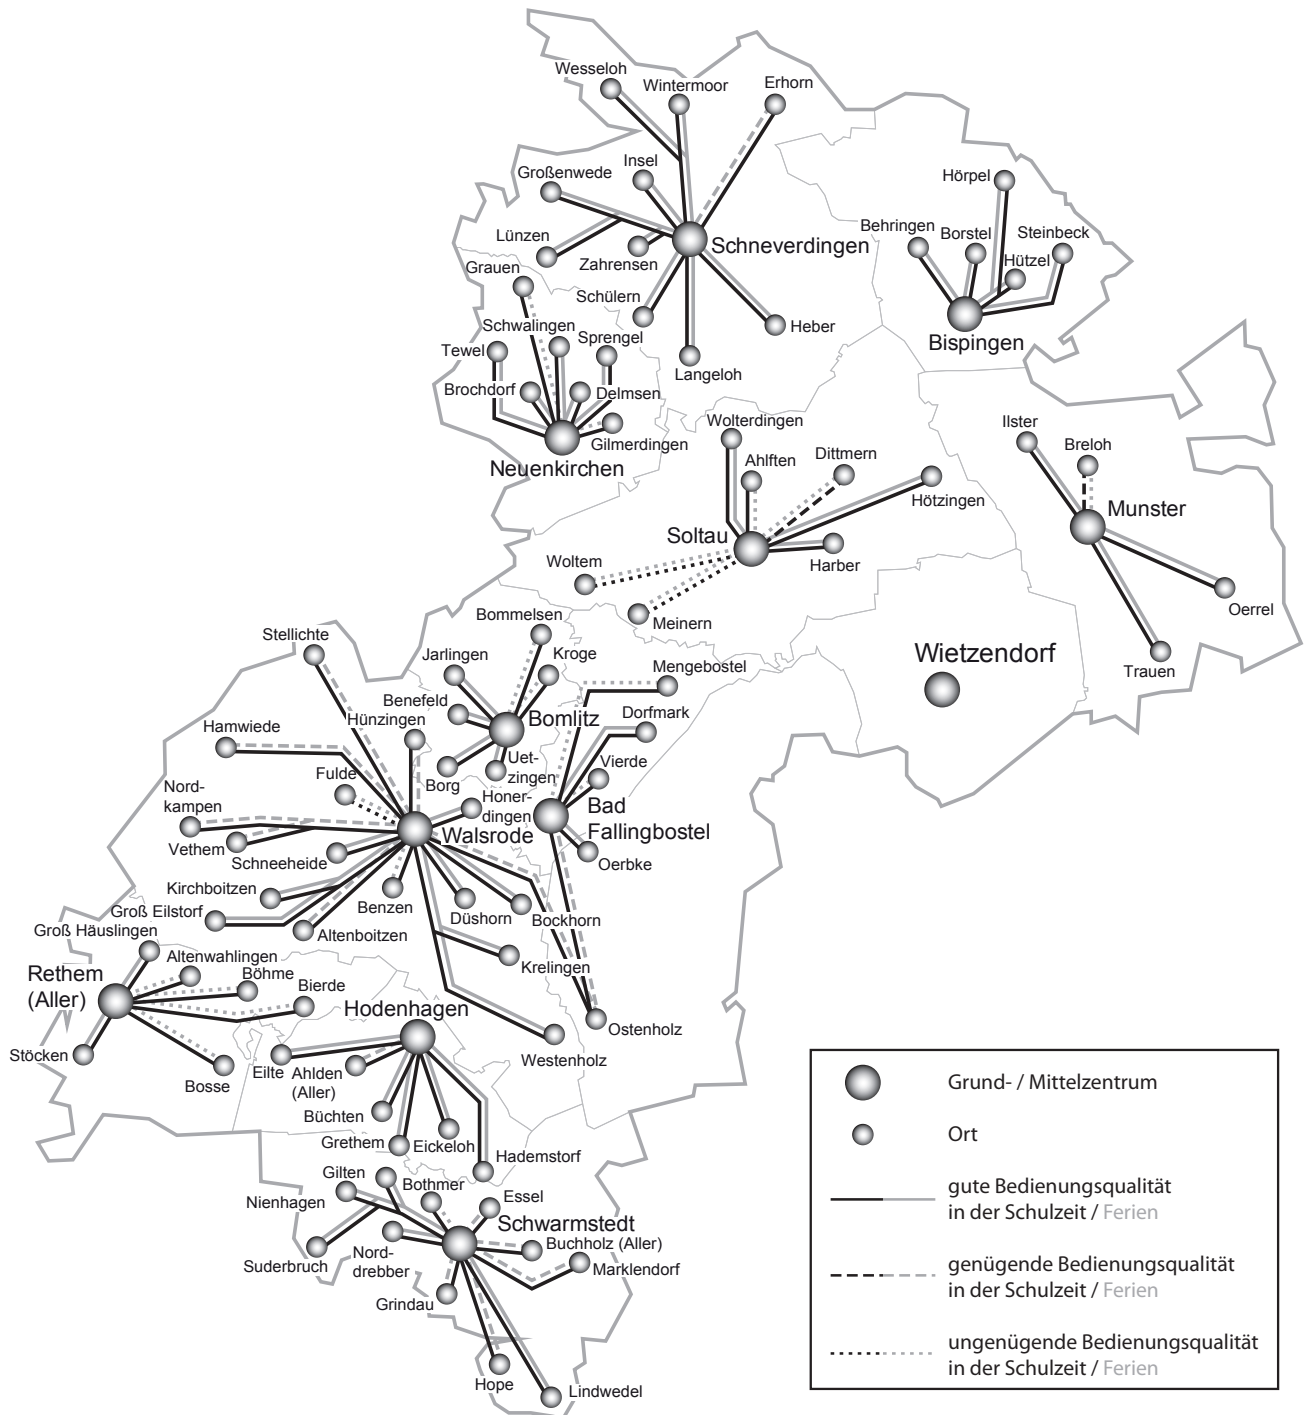 Wesseloh
Wintermoor
Erhorn
Insel
Großenwede
Lünzen
Zahrensen
Schneverdingen
Schülern
Heber
Langeloh
Hörpel
Behringen
Borstel
Steinbeck
Hützel
Bispingen
Grauen
Schwalingen
Sprengel
Tewel
Brochdorf
Delmsen
Gilmerdingen
Neuenkirchen
Wolterdingen
Ahlften
Dittmern
Hötzingen
Soltau
Harber
Woltem
Meinern
Ilster
Breloh
Munster
Oerrel
Trauen
Wietzendorf
Bommelsen
Jarlingen
Kroge
Benefeld
Bomlitz
Borg
Uet-
zingen
Mengebostel
Dorfmark
Vierde
Bad
Fallingbostel
Oerbke
Stellichte
Hünzingen
Hamwiede
Fulde
Nord-
kampen
Honer-
dingen
Walsrode
Vethem
Schneeheide
Kirchboitzen
Groß Eilstorf
Altenboitzen
Benzen
Düshorn
Bockhorn
Krelingen
Ostenholz
Westenholz
Groß Häuslingen
Altenwahlingen
Böhme
Bierde
Rethem
(Aller)
Stöcken
Bosse
Hodenhagen
Eilte
Ahlden
(Aller)
Büchten
Grethem
Eickeloh
Hademstorf
Gilten
Nienhagen
Bothmer
Essel
Schwarmstedt
Suderbruch
Nord-
drebber
Buchholz (Aller)
Marklendorf
Grindau
Hope
Lindwedel
Grund- / Mittelzentrum
Ort
gute Bedienungsqualität
in der Schulzeit / Ferien
genügende Bedienungsqualität
in der Schulzeit / Ferien
ungenügende Bedienungsqualität
in der Schulzeit / Ferien